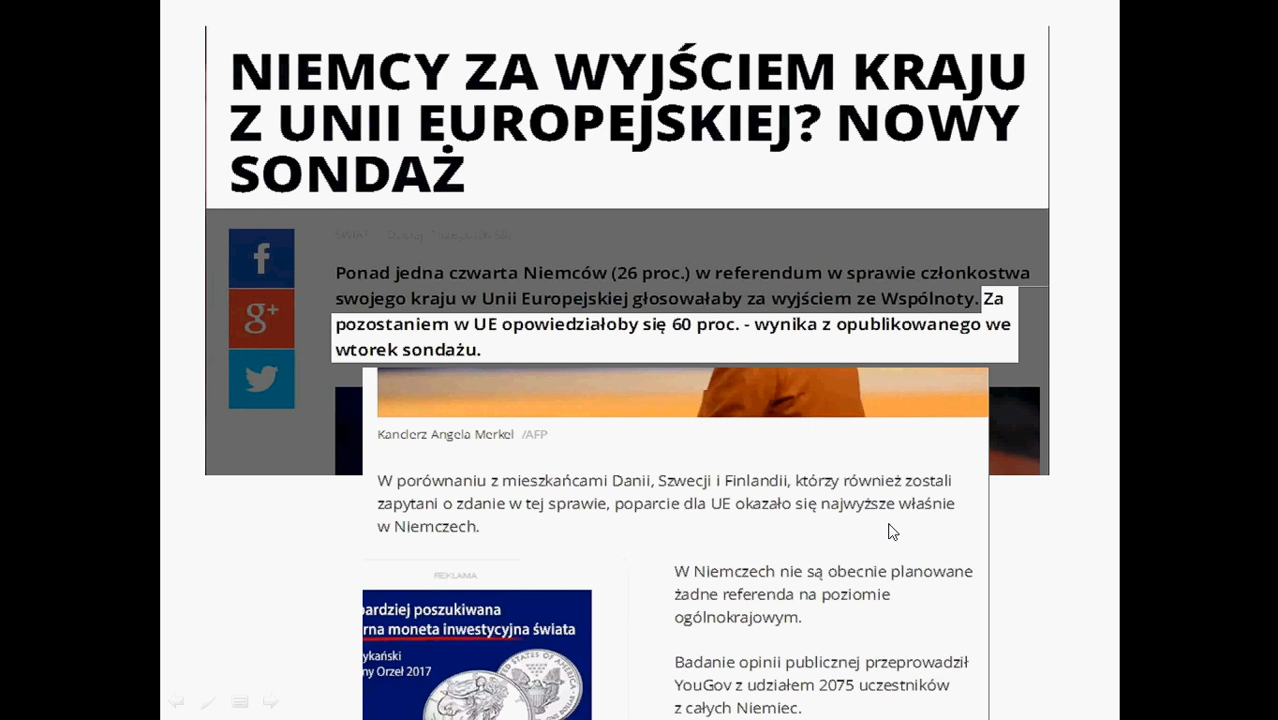 NIEMCY ZA WYJŚCIEM KRAJU
Z UNII EUROPEJSKIEJ? NOWY
SONDAŻ
f
g+
ŚWIAT
Ponad jedna czwarta Niemców (26 proc.) w referendum w sprawie członkostwa
swojego kraju w Unii Europejskiej głosowałaby za wyjściem ze Wspólnoty. Za
pozostaniem w UE opowiedziałoby się 60 proc. - wynika z opublikowanego we
wtorek sondażu.
Kanclerz Angela Merkel /AFP
W porównaniu z mieszkańcami Danii, Szwecji i Finlandii, którzy również zostali
zapytani o zdanie w tej sprawie, poparcie dla UE okazało się najwyższe właśnie
w Niemczech.
REKLAMA
ardziej poszukiwana
rna moneta inwestycyjna świata
ykański
ny Orzeł 2017
W Niemczech nie są obecnie planowane
żadne referenda na poziomie
ogólnokrajowym.
Badanie opinii publicznej przeprowadził
YouGov z udziałem 2075 uczestników
z całych Niemiec.